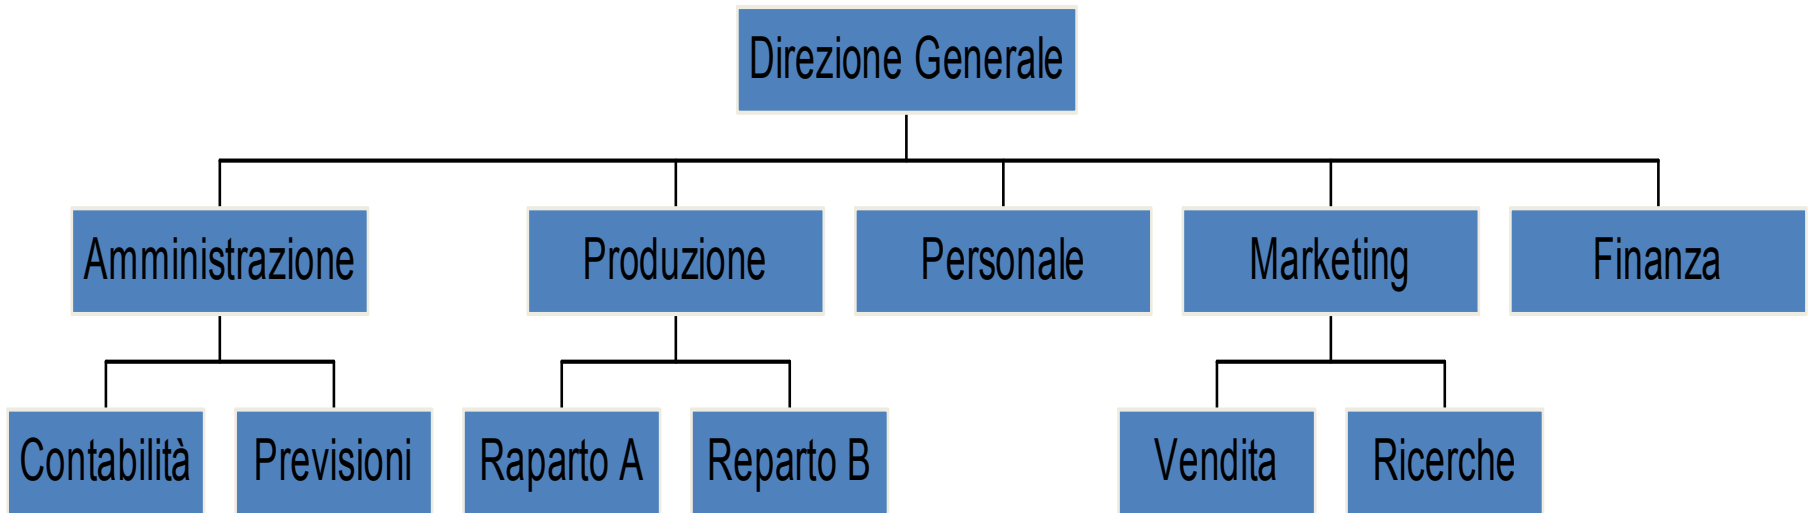 Direzione Generale
Amministrazione
Produzione
Personale
Marketing
Finanza
Contabilità
Previsioni
Raparto A
Reparto B
Vendita
Ricerche